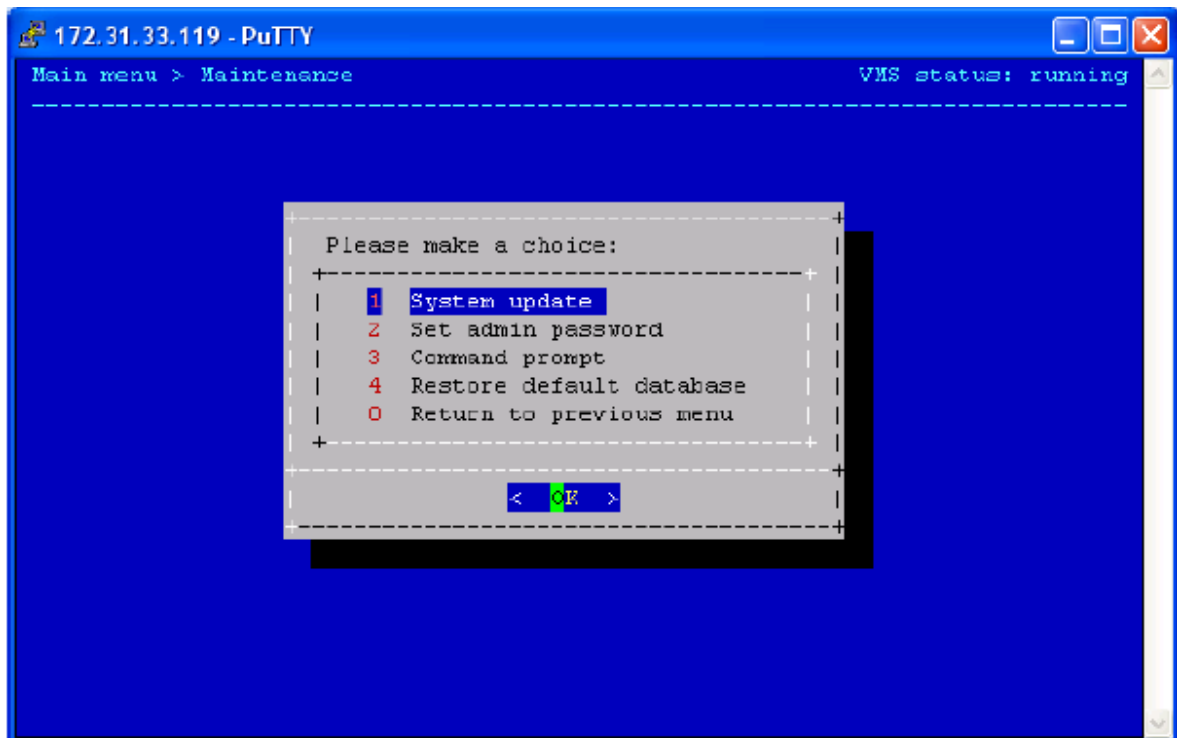 172.31.33.119 - PuTTY
Main menu > Maintenance VMS status: running
Please make a choice:
1 System update
2 Set admin password
3 Command prompt
4 Restore default database
0 Return to previous menu
< OK >